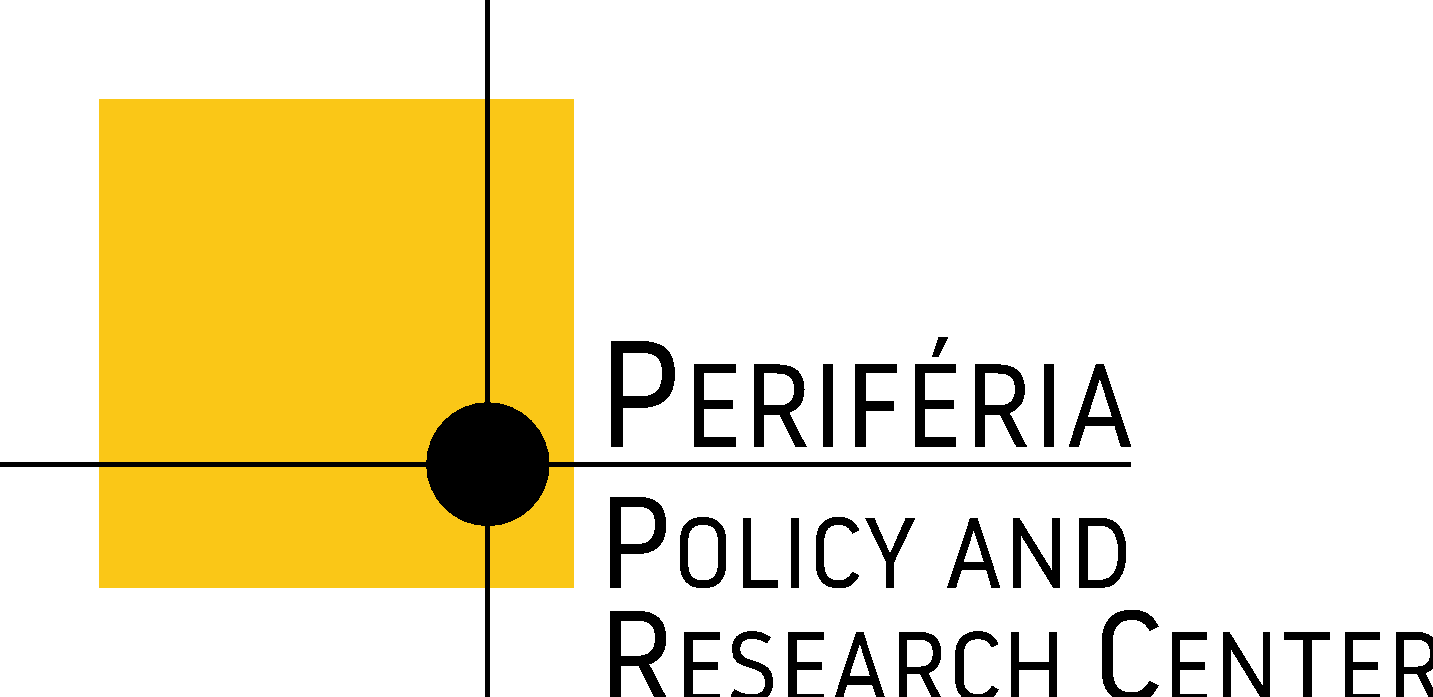 PERIFÉRIA
POLICY AND
RESEARCH CENTER